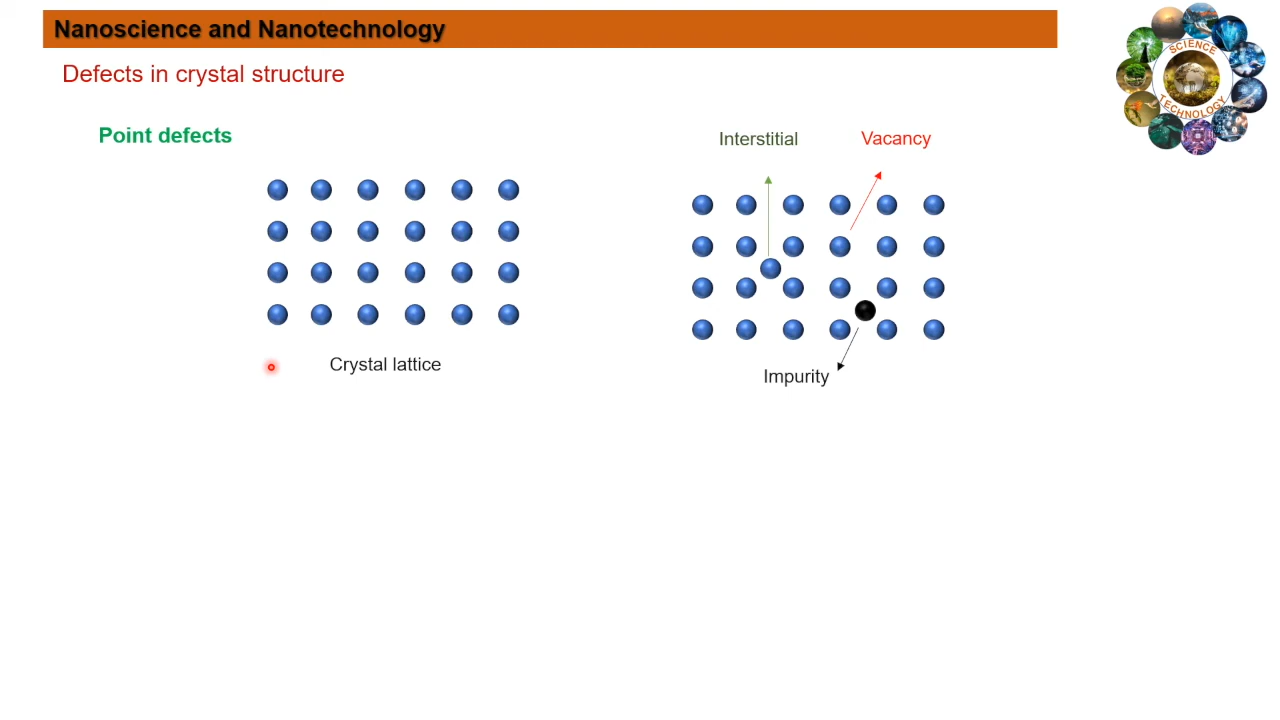 Nanoscience and Nanotechnology
Defects in crystal structure
Point defects
Interstitial
Vacancy
Crystal lattice
Impurity
SCIENCE
TECHNOLOGY